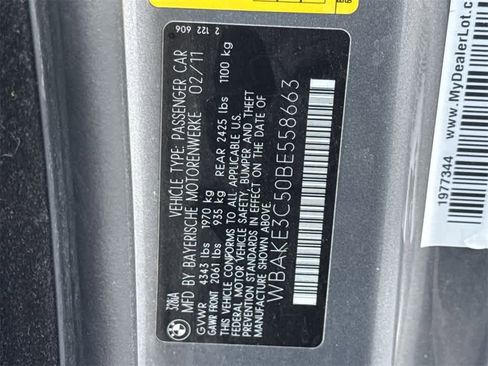 2 122 606
328iA
VEHICLE TYPE: PASSENGER CAR
MFD BY BAYERISCHE MOTORENWERKE 02/11
GVWR 4343 lbs 1970 kg
GAWR FRONT 2061 lbs 935 kg REAR 2425 lbs 1100 kg
THIS VEHICLE CONFORMS TO ALL APPLICABLE U.S.
FEDERAL MOTOR VEHICLE SAFETY, BUMPER AND THEFT
PREVENTION STANDARDS IN EFFECT ON THE DATE OF
MANUFACTURE SHOWN ABOVE.
WBAKE3C50BE558663
1977344 www.MyDealerLot.c